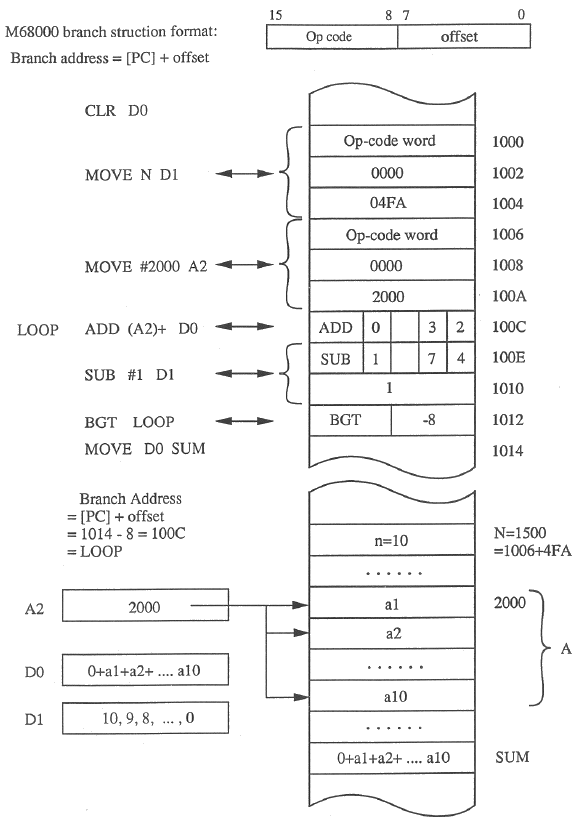 15 8 7 0
M68000 branch struction format:
Op code offset
Branch address = [PC] + offset
CLR D0
Op-code word 1000
MOVE N D1 0000 1002
04FA 1004
Op-code word 1006
MOVE #2000 A2 0000 1008
2000 100A
LOOP ADD (A2)+ D0 ADD 0 3 2 100C
SUB 1 7 4 100E
SUB #1 D1
1 1010
BGT LOOP BGT -8 1012
MOVE D0 SUM 1014
Branch Address
= [PC] + offset
= 1014 - 8 = 100C
= LOOP
n=10 N=1500
=1006+4FA
......
A2 2000 a1 2000
a2
A
D0 0+a1+a2+ .... a10 ......
a10
D1 10, 9, 8, ... , 0
......
0+a1+a2+ .... a10 SUM